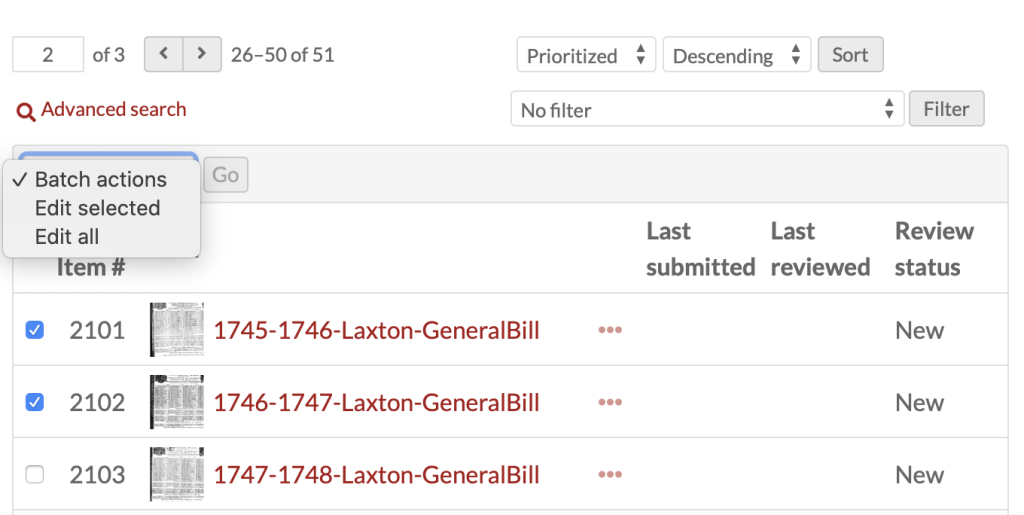 2 of 3 < > 26–50 of 51 Prioritized Descending Sort
Advanced search No filter Filter
✓ Batch actions Go
Edit selected
Edit all
Item # Last submitted Last reviewed Review status
2101 1745-1746-Laxton-GeneralBill ••• New
2102 1746-1747-Laxton-GeneralBill ••• New
2103 1747-1748-Laxton-GeneralBill ••• New